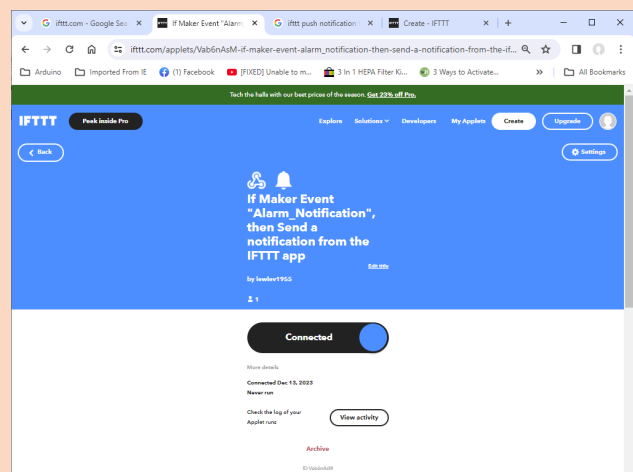 ifttt.com - Google Sea
If Maker Event "Alarm_
ifttt push notification
Create - IFTTT
ifttt.com/applets/Vab6nAsM-if-maker-event-alarm_notification-then-send-a-notification-from-the-if...
Arduino
Imported From IE
(1) Facebook
[FIXED] Unable to m...
3 In 1 HEPA Filter Ki...
3 Ways to Activate...
»
All Bookmarks
Tech the halls with our best prices of the season. Get 23% off Pro.
IFTTT
Peek inside Pro
Explore
Solutions
Developers
My Applets
Create
Upgrade
Back
Settings
If Maker Event
"Alarm_Notification",
then Send a
notification from the
IFTTT app
Edit title
by lewlev1955
1
Connected
More details
Connected Dec 13, 2023
Never run
Check the log of your
Applet runs
View activity
Archive